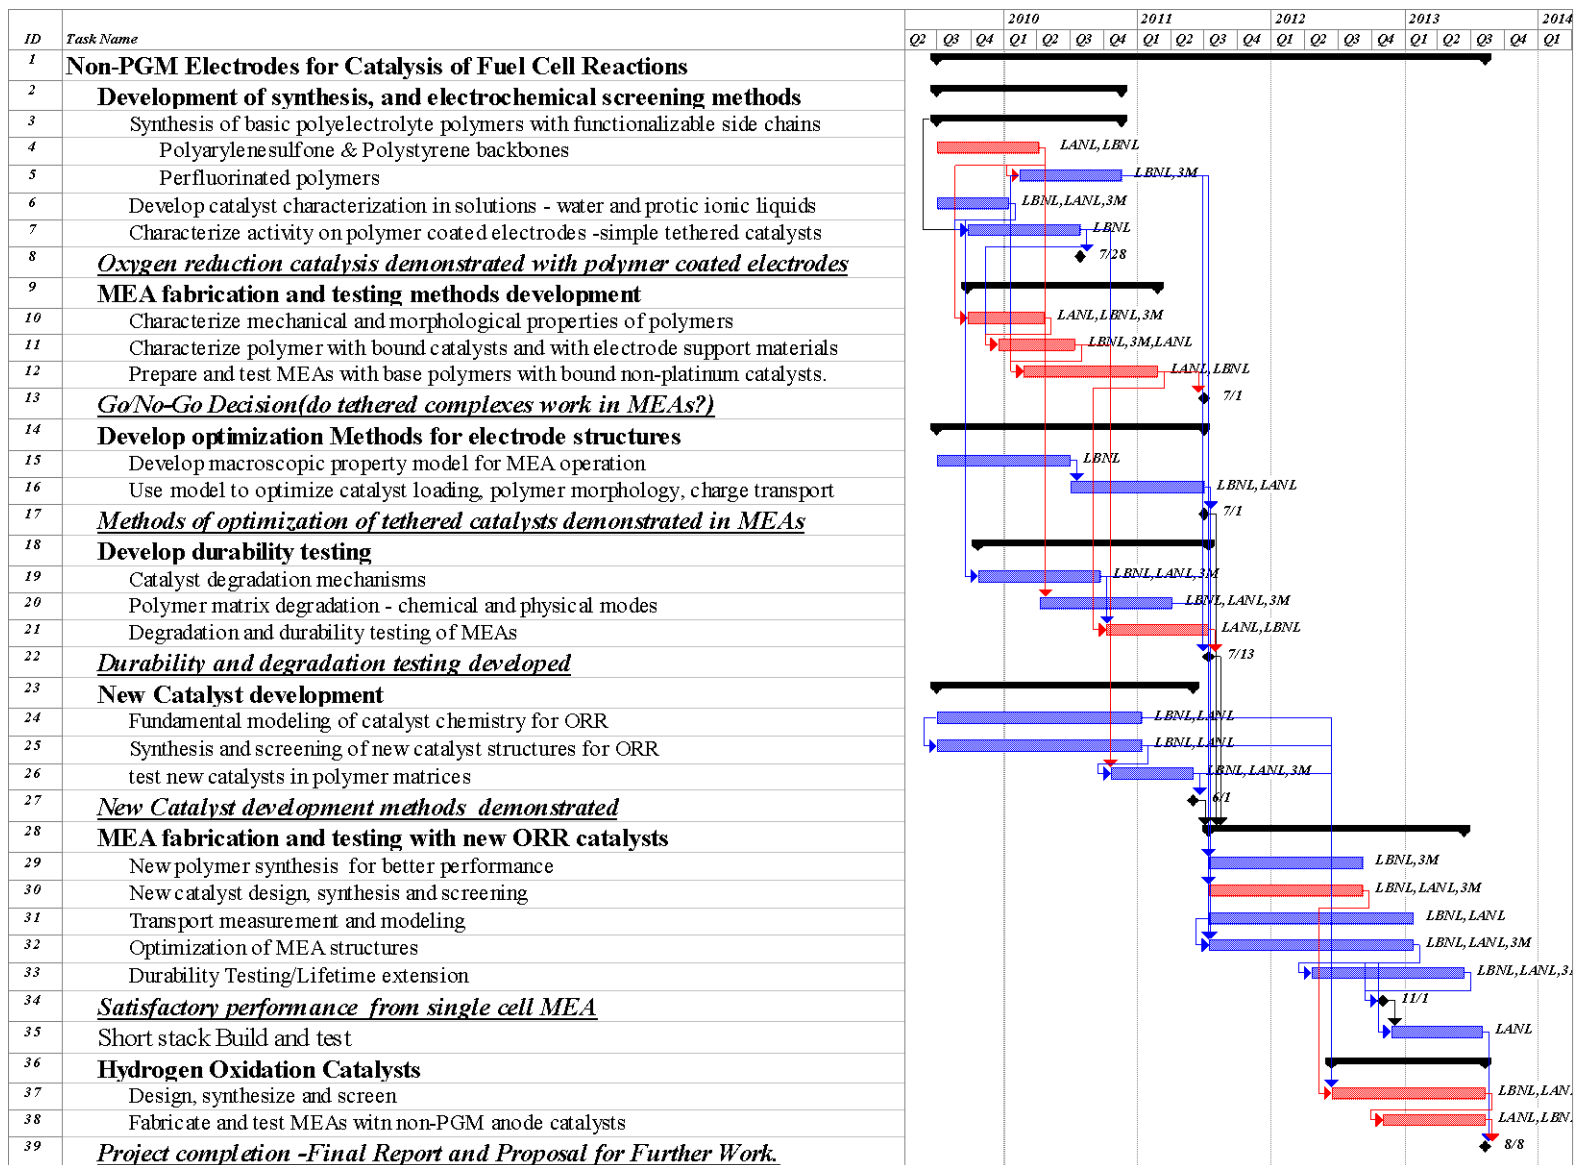 2010 2011 2012 2013 2014
ID Task Name Q2 Q3 Q4 Q1 Q2 Q3 Q4 Q1 Q2 Q3 Q4 Q1 Q2 Q3 Q4 Q1 Q2 Q3 Q4 Q1
1 Non-PGM Electrodes for Catalysis of Fuel Cell Reactions
2 Development of synthesis, and electrochemical screening methods
3 Synthesis of basic polyelectrolyte polymers with functionalizable side chains
4 Polyarylenesulfone & Polystyrene backbones LANL,LBNL
5 Perfluorinated polymers LBNL,3M
6 Develop catalyst characterization in solutions - water and protic ionic liquids LBNL,LANL,3M
7 Characterize activity on polymer coated electrodes -simple tethered catalysts LBNL
8 Oxygen reduction catalysis demonstrated with polymer coated electrodes 7/28
9 MEA fabrication and testing methods development
10 Characterize mechanical and morphological properties of polymers LANL,LBNL,3M
11 Characterize polymer with bound catalysts and with electrode support materials LBNL,3M,LANL
12 Prepare and test MEAs with base polymers with bound non-platinum catalysts. LANL,LBNL
13 Go/No-Go Decision(do tethered complexes work in MEAs?) 7/1
14 Develop optimization Methods for electrode structures
15 Develop macroscopic property model for MEA operation LBNL
16 Use model to optimize catalyst loading, polymer morphology, charge transport LBNL,LANL
17 Methods of optimization of tethered catalysts demonstrated in MEAs 7/1
18 Develop durability testing
19 Catalyst degradation mechanisms LBNL,LANL,3M
20 Polymer matrix degradation - chemical and physical modes LBNL,LANL,3M
21 Degradation and durability testing of MEAs LANL,LBNL
22 Durability and degradation testing developed 7/13
23 New Catalyst development
24 Fundamental modeling of catalyst chemistry for ORR LBNL,LANL
25 Synthesis and screening of new catalyst structures for ORR LBNL,LANL
26 test new catalysts in polymer matrices LBNL,LANL,3M
27 New Catalyst development methods demonstrated 6/1
28 MEA fabrication and testing with new ORR catalysts
29 New polymer synthesis for better performance LBNL,3M
30 New catalyst design, synthesis and screening LBNL,LANL,3M
31 Transport measurement and modeling LBNL,LANL
32 Optimization of MEA structures LBNL,LANL,3M
33 Durability Testing/Lifetime extension LBNL,LANL,3
34 Satisfactory performance from single cell MEA 11/1
35 Short stack Build and test LANL
36 Hydrogen Oxidation Catalysts
37 Design, synthesize and screen LBNL,LAN
38 Fabricate and test MEAs witn non-PGM anode catalysts LANL,LBN
39 Project completion -Final Report and Proposal for Further Work. 8/8